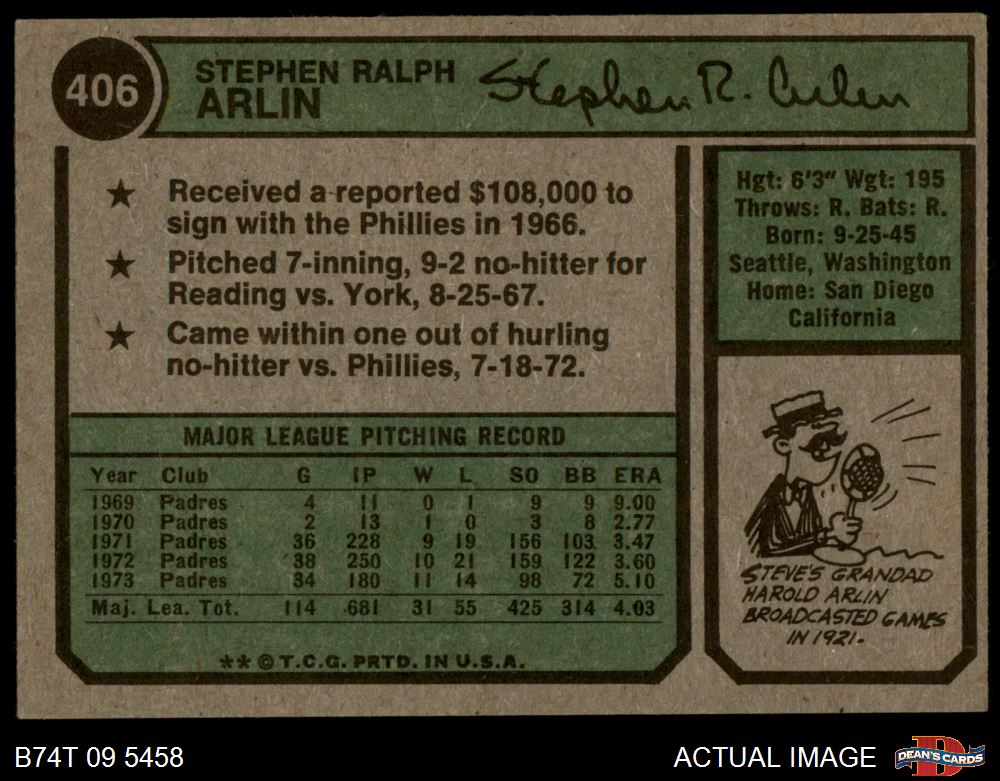 406
STEPHEN RALPH
ARLIN
Stephen R. Arlin
★ Received a reported $108,000 to
sign with the Phillies in 1966.
★ Pitched 7-inning, 9-2 no-hitter for
Reading vs. York, 8-25-67.
★ Came within one out of hurling
no-hitter vs. Phillies, 7-18-72.
MAJOR LEAGUE PITCHING RECORD
Year Club G IP W L SO BB ERA
1969 Padres 4 11 0 1 9 9 9.00
1970 Padres 2 13 1 0 3 8 2.77
1971 Padres 36 228 9 19 156 103 3.47
1972 Padres 38 250 10 21 159 122 3.60
1973 Padres 34 180 11 14 98 72 5.10
Maj. Lea. Tot. 114 681 31 55 425 314 4.03
** © T.C.G. PRTD. IN U.S.A.
Hgt: 6'3" Wgt: 195
Throws: R. Bats: R.
Born: 9-25-45
Seattle, Washington
Home: San Diego
California
STEVE'S GRANDAD
HAROLD ARLIN
BROADCASTED GAMES
IN 1921.
B74T 09 5458
ACTUAL IMAGE
D
DEAN'S CARDS